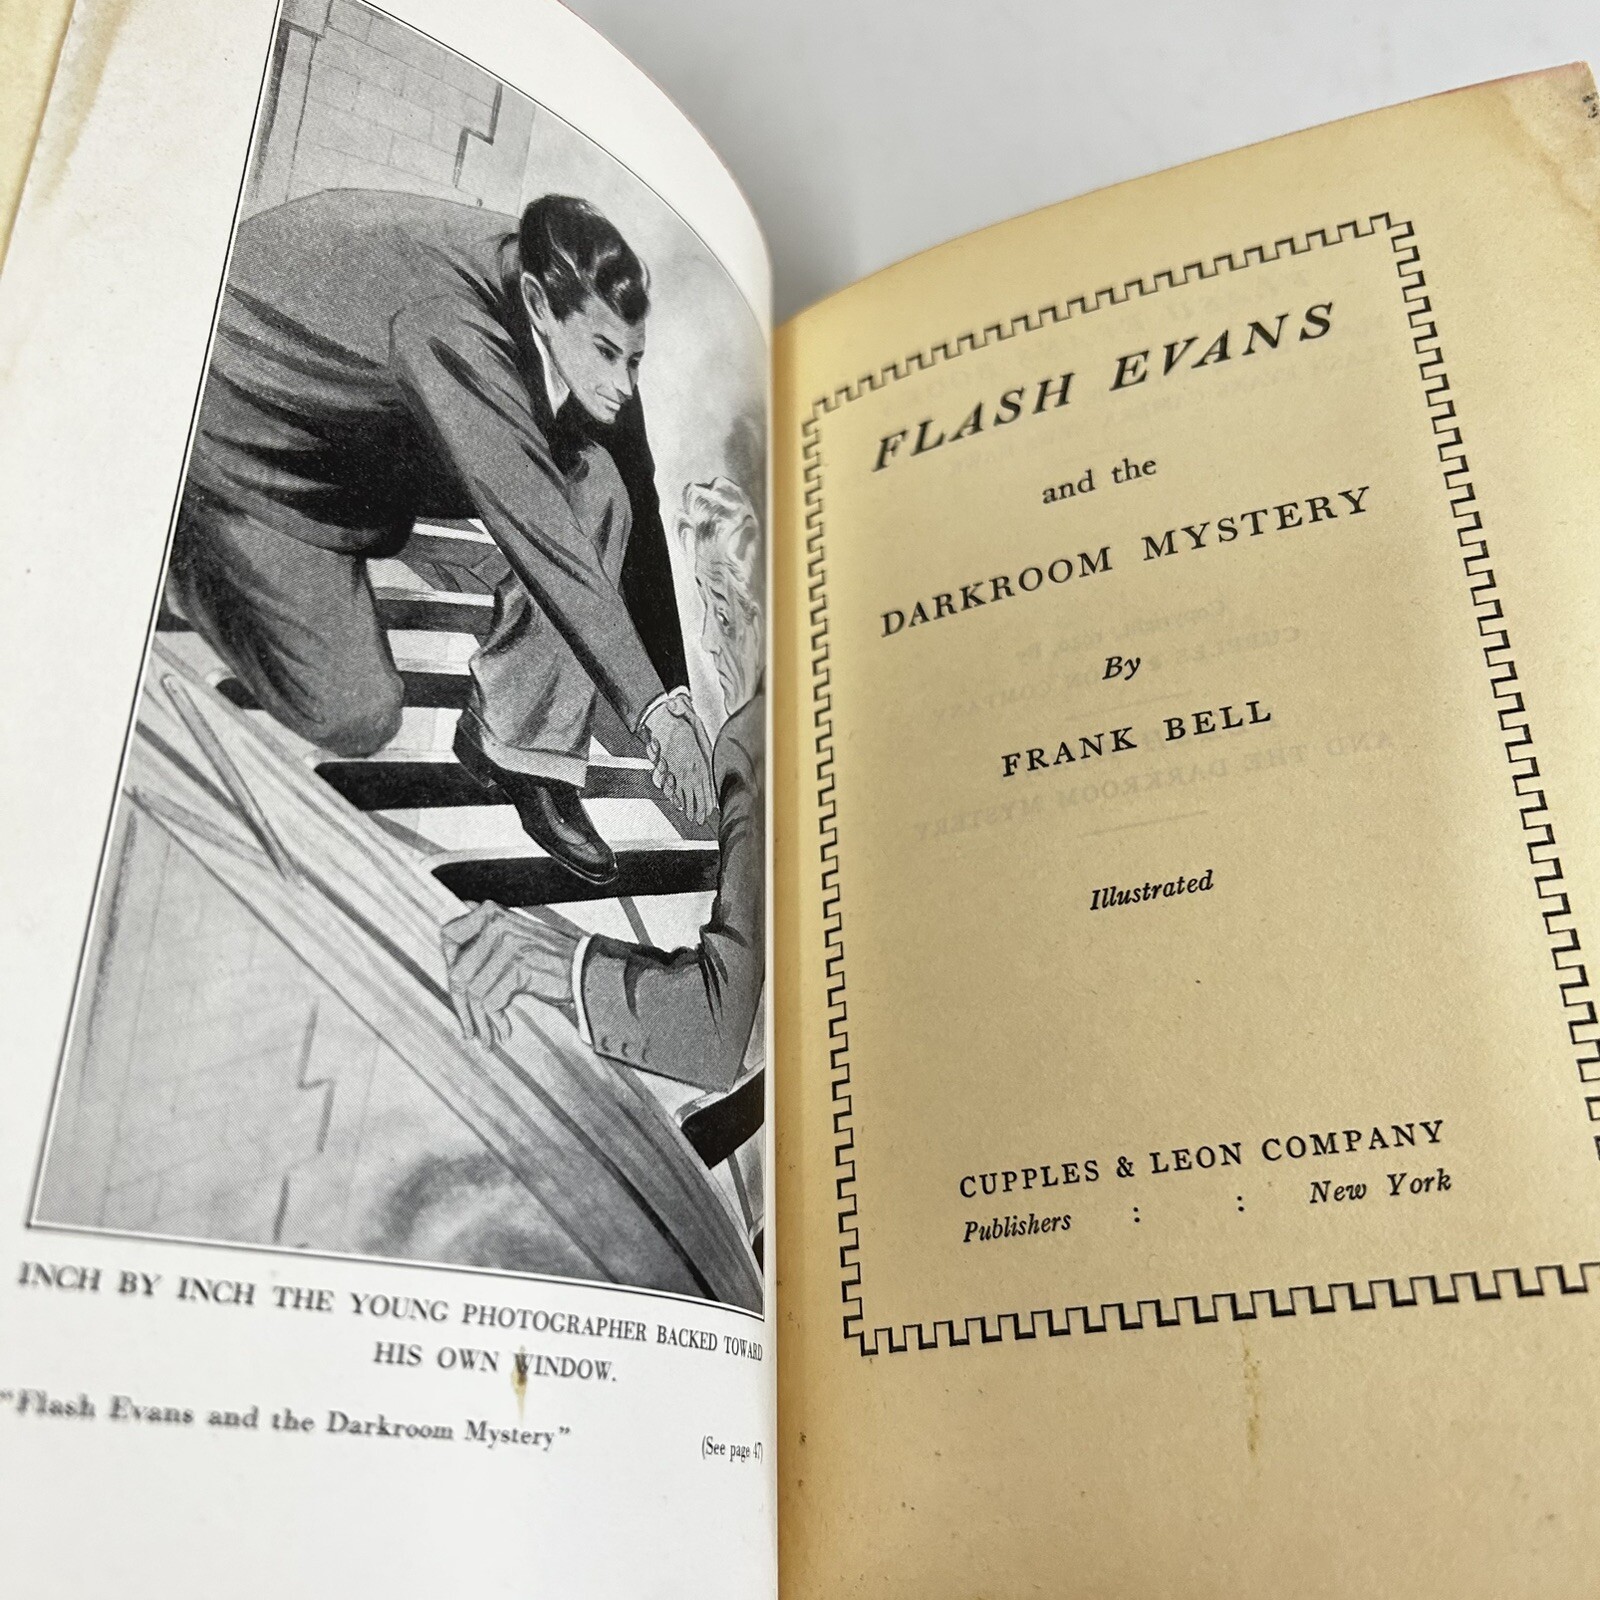 INCH BY INCH THE YOUNG PHOTOGRAPHER BACKED TOWARD
HIS OWN WINDOW.
"Flash Evans and the Darkroom Mystery"
(See page 47)
FLASH EVANS
and the
DARKROOM MYSTERY
By
FRANK BELL
Illustrated
CUPPLES & LEON COMPANY
Publishers : : New York